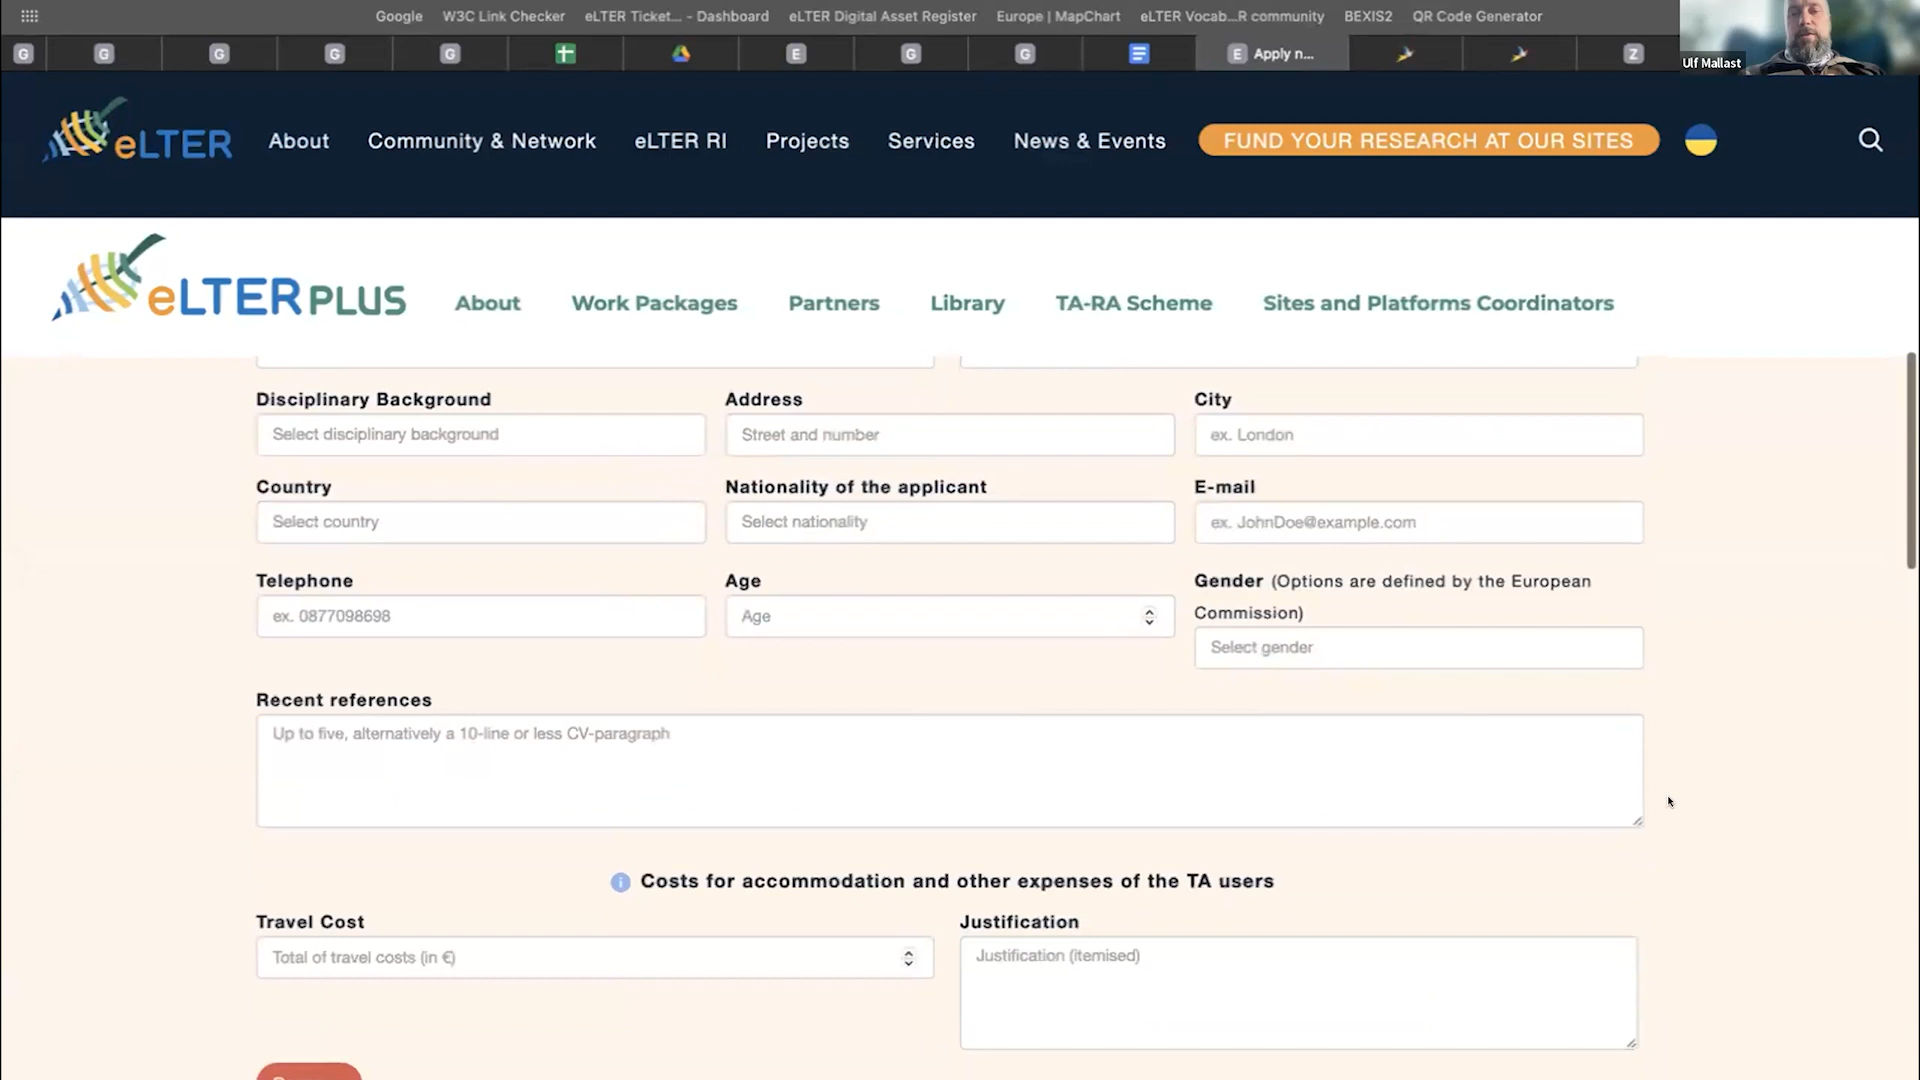 Google W3C Link Checker eLTER Ticket... - Dashboard eLTER Digital Asset Register Europe | MapChart eLTER Vocab...R community BEXIS2 QR Code Generator
G G G G G E G G E Apply n... Z
Ulf Mallast
eLTER About Community & Network eLTER RI Projects Services News & Events FUND YOUR RESEARCH AT OUR SITES
eLTER PLUS About Work Packages Partners Library TA-RA Scheme Sites and Platforms Coordinators
Disciplinary Background Address City
Select disciplinary background Street and number ex. London
Country Nationality of the applicant E-mail
Select country Select nationality ex. JohnDoe@example.com
Telephone Age Gender (Options are defined by the European
Commission)
ex. 0877098698 Age
Select gender
Recent references
Up to five, alternatively a 10-line or less CV-paragraph
Costs for accommodation and other expenses of the TA users
Travel Cost Justification
Total of travel costs (in €) Justification (itemised)